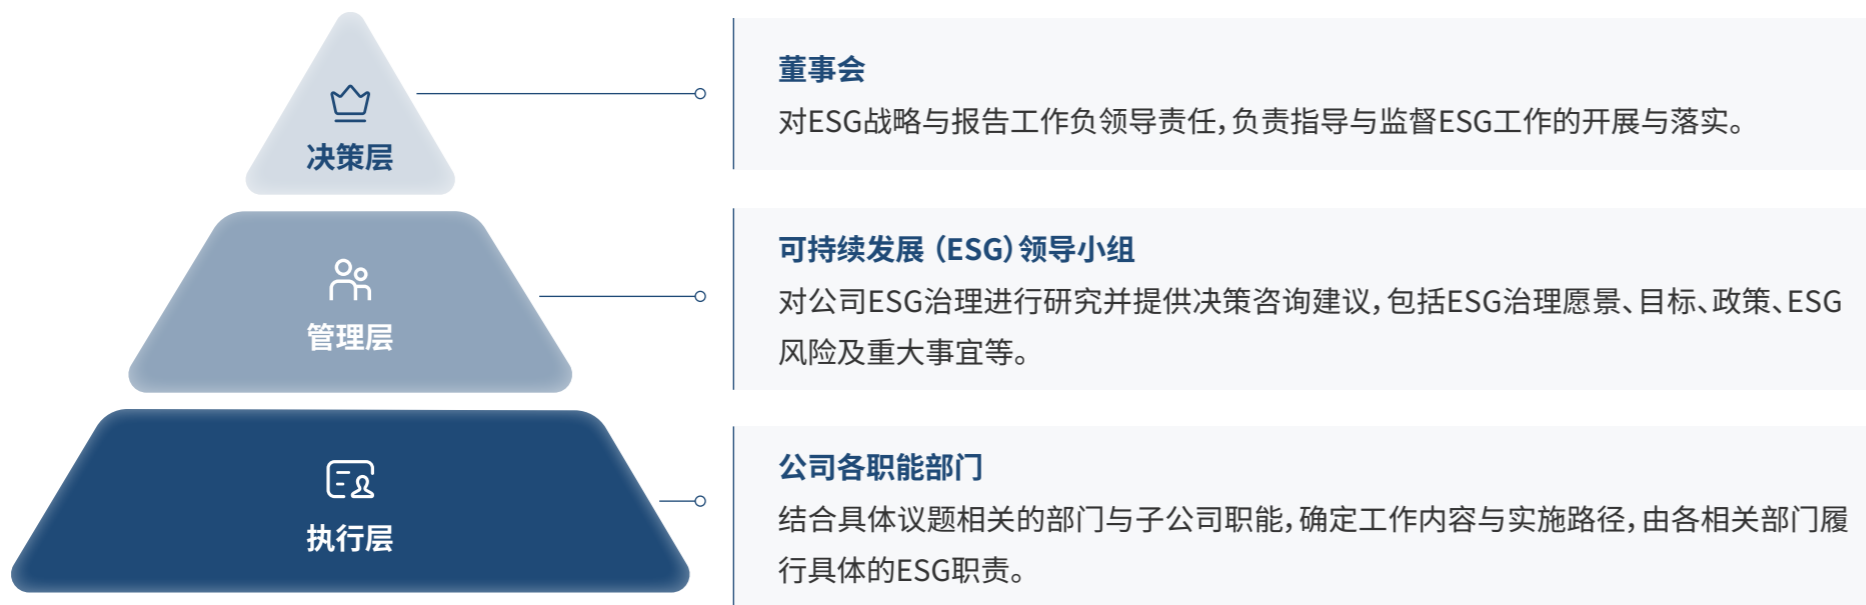 决策层
董事会
对ESG战略与报告工作负领导责任，负责指导与监督ESG工作的开展与落实。
管理层
可持续发展（ESG）领导小组
对公司ESG治理进行研究并提供决策咨询建议，包括ESG治理愿景、目标、政策、ESG
风险及重大事宜等。
执行层
公司各职能部门
结合具体议题相关的部门与子公司职能，确定工作内容与实施路径，由各相关部门履
行具体的ESG职责。